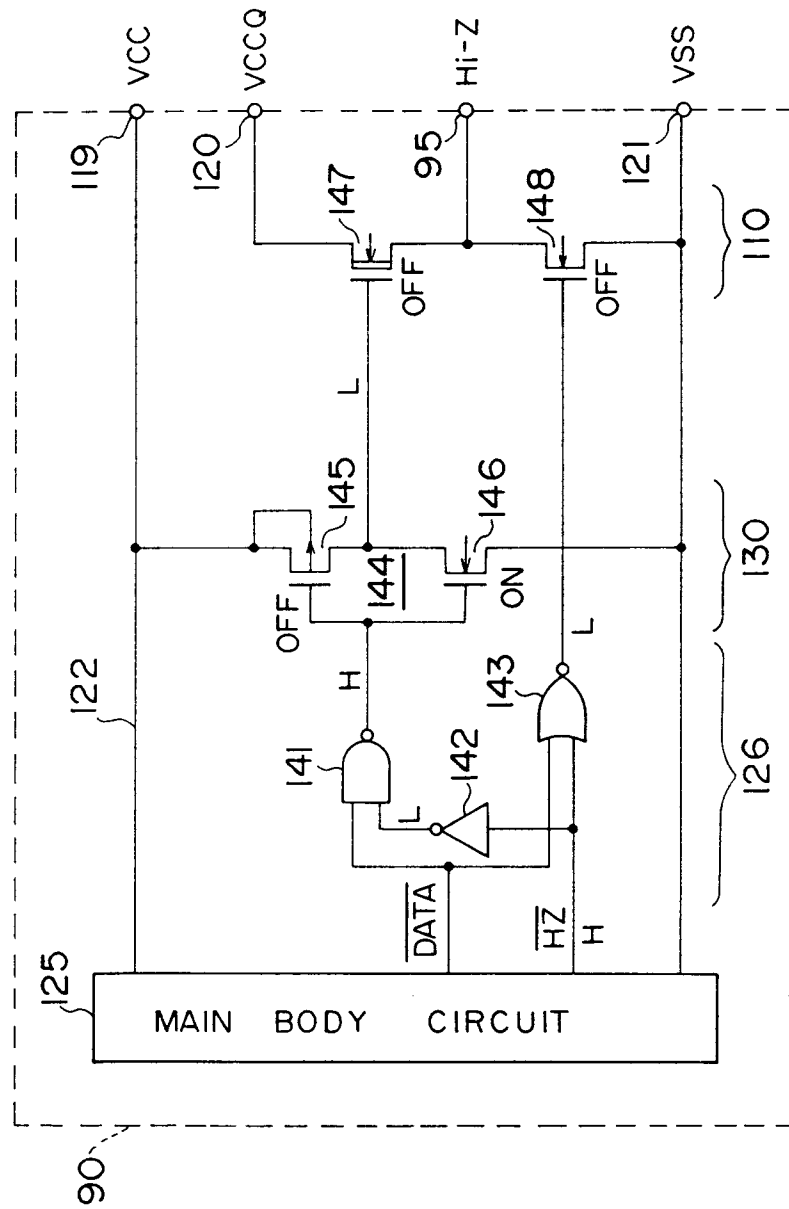 90
125
MAIN BODY CIRCUIT
122
119
VCC
120
VCCQ
95
Hi-Z
121
VSS
DATA
HZ
H
141
142
L
143
H
L
OFF
145
144
146
ON
L
147
OFF
148
OFF
126
130
110